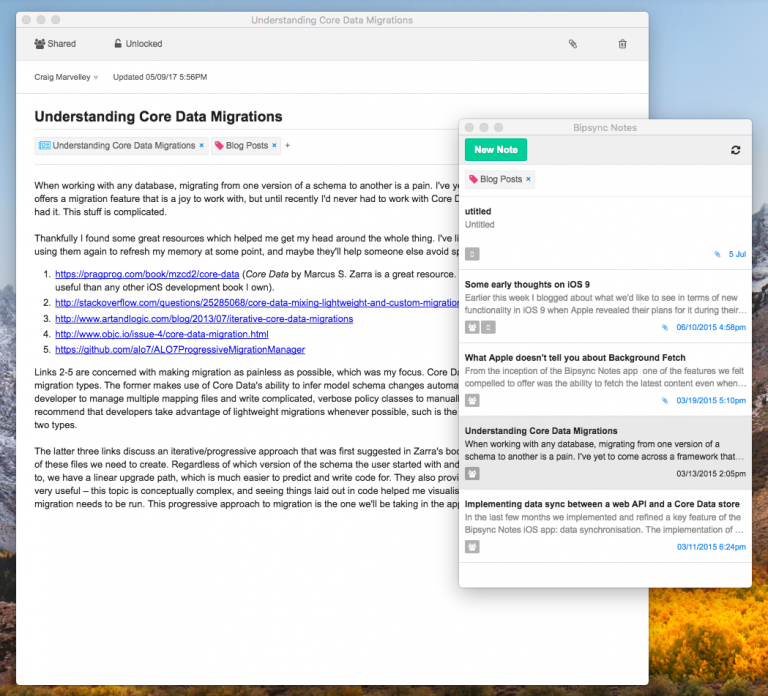 Understanding Core Data Migrations
Shared Unlocked
Craig Marvelley Updated 05/09/17 5:56PM
Understanding Core Data Migrations
Understanding Core Data Migrations × Blog Posts × +
When working with any database, migrating from one version of a schema to another is a pain. I've ye
offers a migration feature that is a joy to work with, but until recently I'd never had to work with Core D
had it. This stuff is complicated.
Thankfully I found some great resources which helped me get my head around the whole thing. I've li
using them again to refresh my memory at some point, and maybe they'll help someone else avoid sp
1. https://pragprog.com/book/mzcd2/core-data (Core Data by Marcus S. Zarra is a great resource.
useful than any other iOS development book I own).
2. http://stackoverflow.com/questions/25285068/core-data-mixing-lightweight-and-custom-migration
3. http://www.artandlogic.com/blog/2013/07/iterative-core-data-migrations
4. http://www.objc.io/issue-4/core-data-migration.html
5. https://github.com/alo7/ALO7ProgressiveMigrationManager
Links 2-5 are concerned with making migration as painless as possible, which was my focus. Core Da
migration types. The former makes use of Core Data's ability to infer model schema changes automa
developer to manage multiple mapping files and write complicated, verbose policy classes to manuall
recommend that developers take advantage of lightweight migrations whenever possible, such is the
two types.
The latter three links discuss an iterative/progressive approach that was first suggested in Zarra's boo
of these files we need to create. Regardless of which version of the schema the user started with and
to, we have a linear upgrade path, which is much easier to predict and write code for. They also provi
very useful – this topic is conceptually complex, and seeing things laid out in code helped me visualis
migration needs to be run. This progressive approach to migration is the one we'll be taking in the app
Bipsync Notes
New Note
Blog Posts ×
utitled
Untitled
5 Jul
Some early thoughts on iOS 9
Earlier this week I blogged about what we'd like to see in terms of new
functionality in iOS 9 when Apple revealed their plans for it during their…
06/10/2015 4:58pm
What Apple doesn't tell you about Background Fetch
From the inception of the Bipsync Notes app one of the features we felt
compelled to offer was the ability to fetch the latest content even when…
03/19/2015 5:10pm
Understanding Core Data Migrations
When working with any database, migrating from one version of a
schema to another is a pain. I've yet to come across a framework that…
03/13/2015 2:05pm
Implementing data sync between a web API and a Core Data store
In the last few months we implemented and refined a key feature of the
Bipsync Notes iOS app: data synchronisation. The implementation of …
03/11/2015 6:24pm